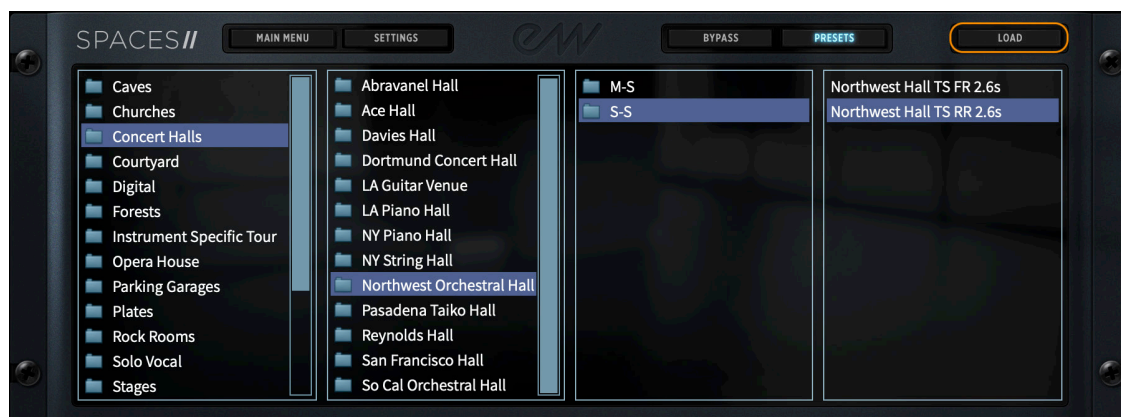 SPACES II
MAIN MENU
SETTINGS
EW
BYPASS
PRESETS
LOAD
Caves
Churches
Concert Halls
Courtyard
Digital
Forests
Instrument Specific Tour
Opera House
Parking Garages
Plates
Rock Rooms
Solo Vocal
Stages
Abravanel Hall
Ace Hall
Davies Hall
Dortmund Concert Hall
LA Guitar Venue
LA Piano Hall
NY Piano Hall
NY String Hall
Northwest Orchestral Hall
Pasadena Taiko Hall
Reynolds Hall
San Francisco Hall
So Cal Orchestral Hall
M-S
S-S
Northwest Hall TS FR 2.6s
Northwest Hall TS RR 2.6s